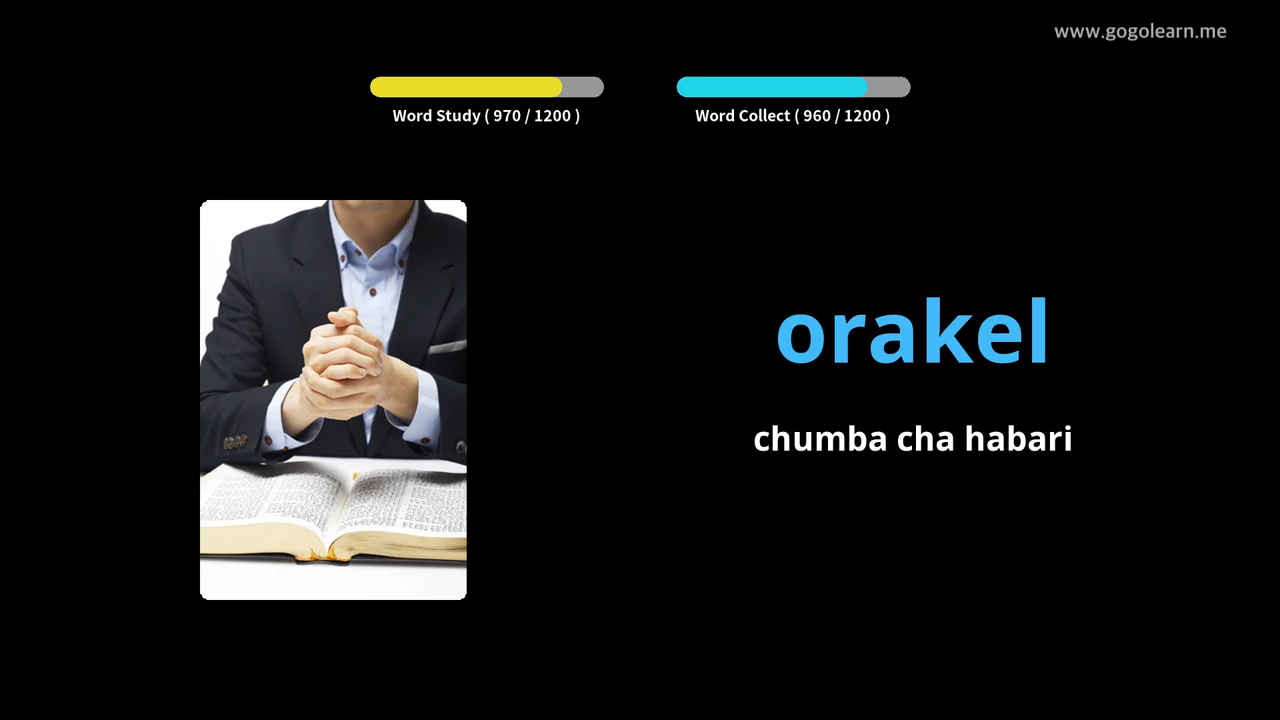 www.gogolearn.me
Word Study ( 970 / 1200 )
Word Collect ( 960 / 1200 )
orakel
chumba cha habari